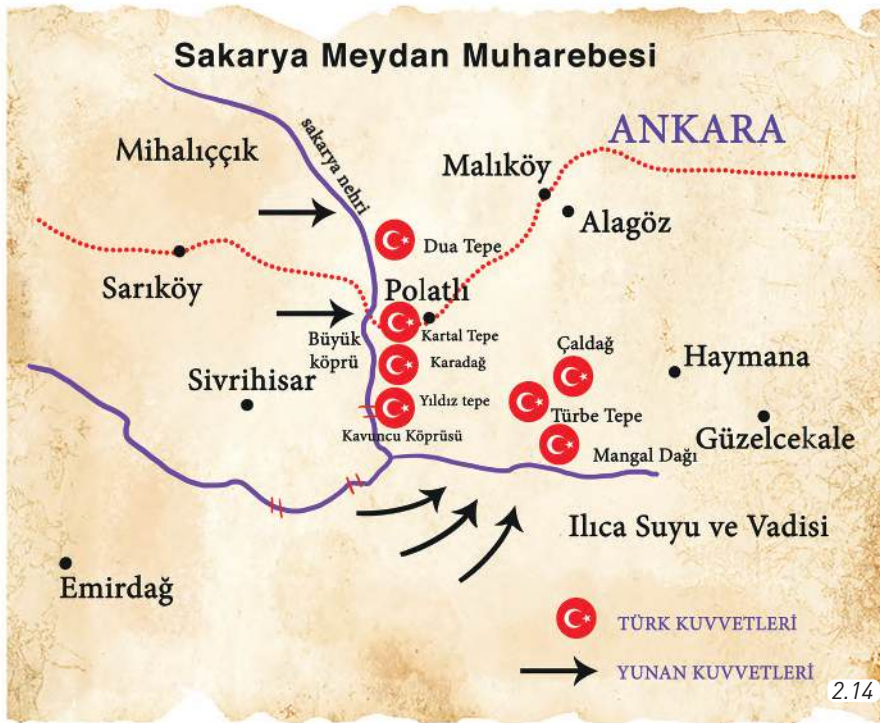 Sakarya Meydan Muharebesi
ANKARA
Mihalıççık
sakarya nehri
Malıköy
Alagöz
Dua Tepe
Sarıköy
Polatlı
Büyük
köprü
Kartal Tepe
Çaldağ
Karadağ
Haymana
Sivrihisar
Yıldız tepe
Türbe Tepe
Güzelcekale
Kavuncu Köprüsü
Mangal Dağı
Ilıca Suyu ve Vadisi
Emirdağ
TÜRK KUVVETLERİ
YUNAN KUVVETLERİ
2.14